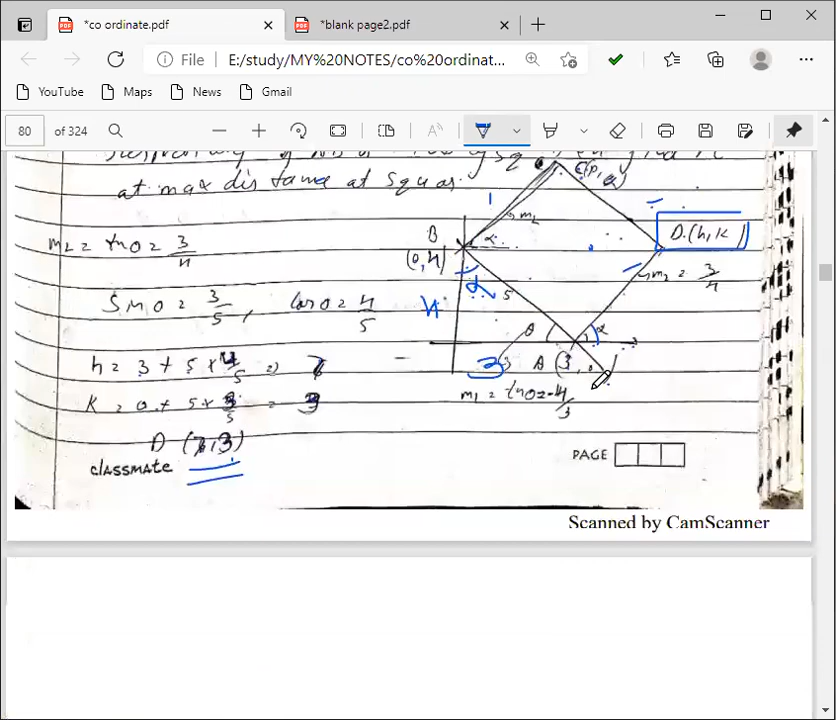 *co ordinate.pdf
*blank page2.pdf
File E:/study/MY%20NOTES/co%20ordinat...
YouTube Maps News Gmail
80 of 324
at max distance at squar.
C(p,q)
m2
B
(0,4)
D.(h,k)
m2 = 3/4
5
4
3
θ
α
A (3,0)
m1 = tanθ = -4/3
m2 = tanθ = 3/4
sinθ = 3/5, cosθ = 4/5
h = 3 + 5 × 4/5 => 7
k = 0 + 5 × 3/5 = 3
D (7,3)
classmate
PAGE
Scanned by CamScanner